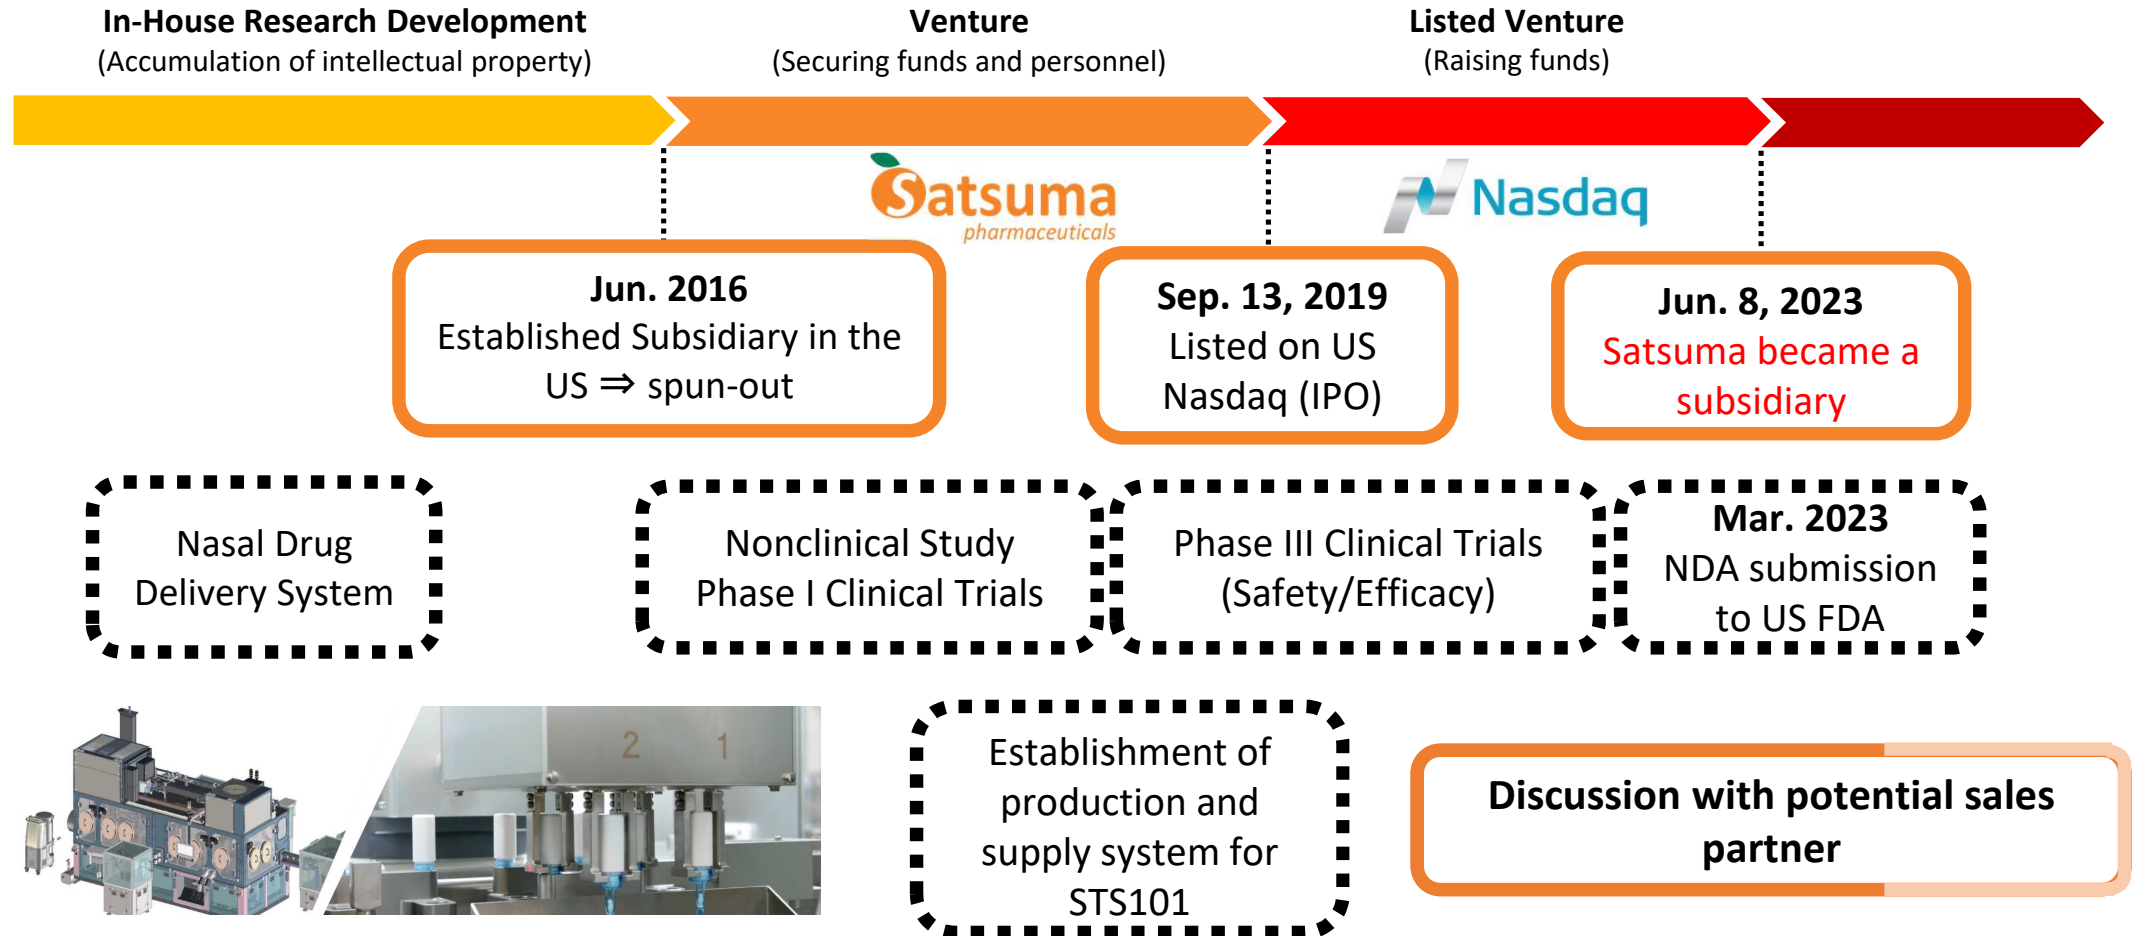 In-House Research Development
(Accumulation of intellectual property)
Venture
(Securing funds and personnel)
Listed Venture
(Raising funds)
Satsuma
pharmaceuticals
Nasdaq
Jun. 2016
Established Subsidiary in the
US ⇒ spun-out
Sep. 13, 2019
Listed on US
Nasdaq (IPO)
Jun. 8, 2023
Satsuma became a
subsidiary
Nasal Drug
Delivery System
Nonclinical Study
Phase I Clinical Trials
Phase III Clinical Trials
(Safety/Efficacy)
Mar. 2023
NDA submission
to US FDA
2 1
Establishment of
production and
supply system for
STS101
Discussion with potential sales
partner